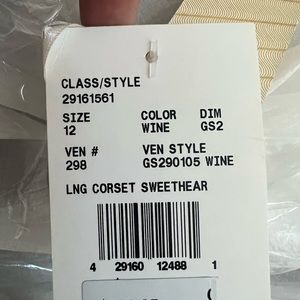 CLASS/STYLE
29161561
SIZE COLOR DIM
12 WINE GS2
VEN # VEN STYLE
298 GS290105 WINE
LNG CORSET SWEETHEAR
4 29160 12488 1